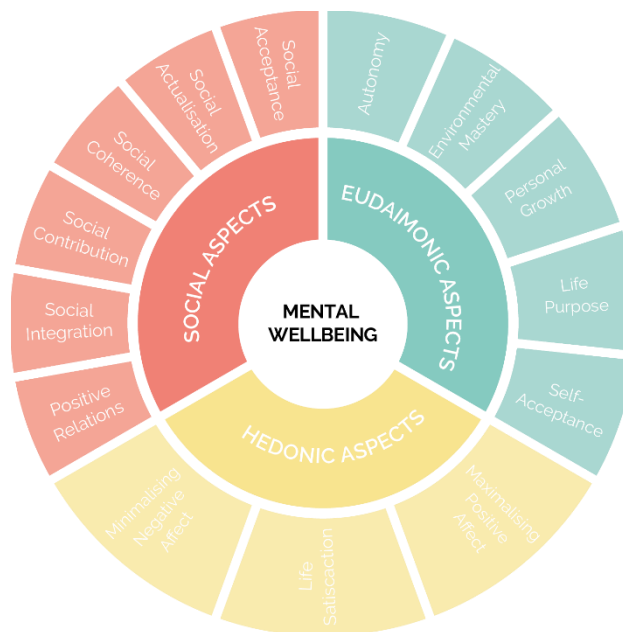 MENTAL
WELLBEING
SOCIAL ASPECTS
EUDAIMONIC ASPECTS
HEDONIC ASPECTS
Autonomy
Environmental
Mastery
Personal
Growth
Life
Purpose
Self-
Acceptance
Maximalising
Positive
Affect
Life
Satiscaction
Minimalising
Negative
Affect
Positive
Relations
Social
Integration
Social
Contribution
Social
Coherence
Social
Actualisation
Social
Acceptance